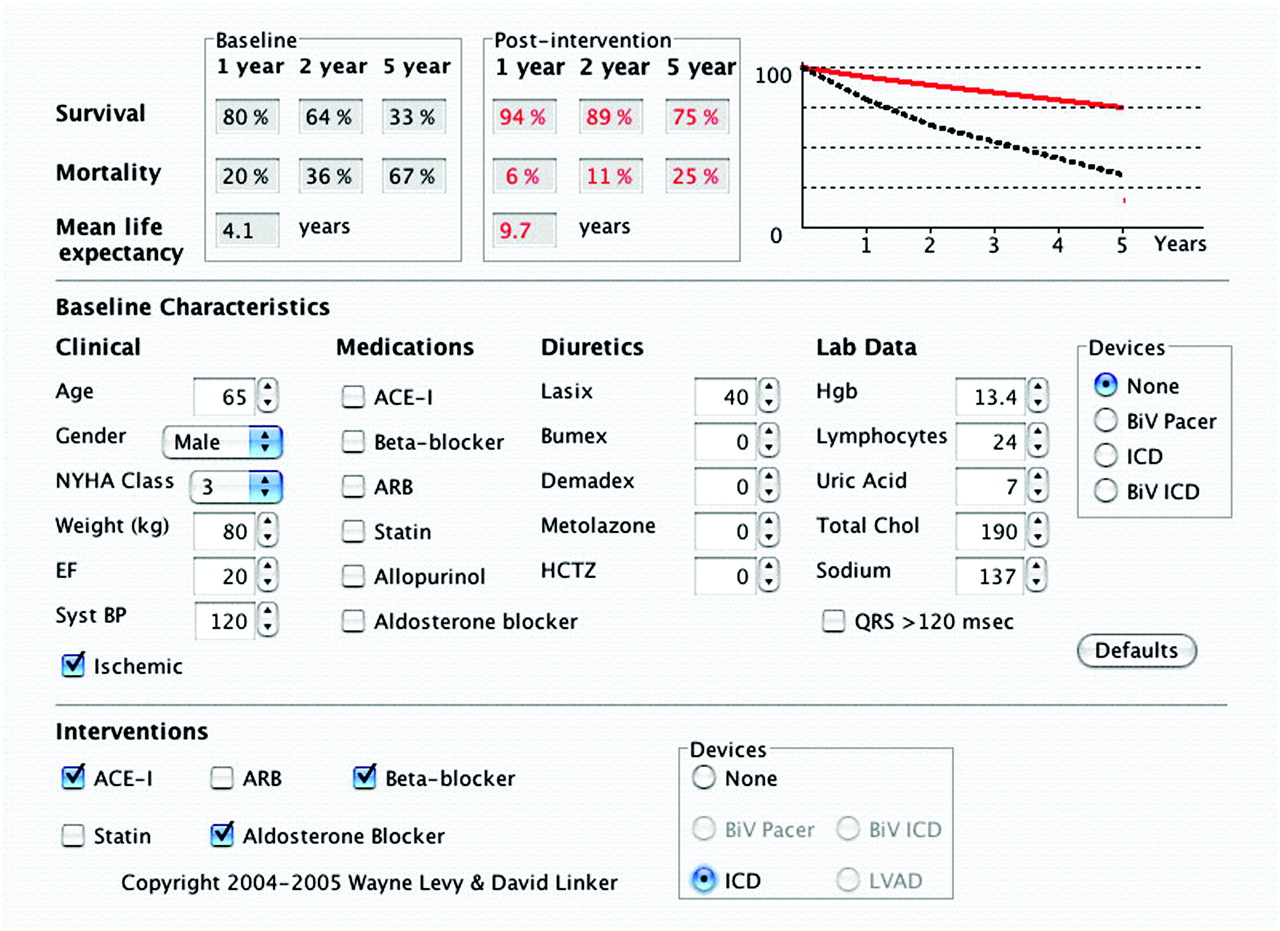 Baseline
1 year 2 year 5 year
Post-intervention
1 year 2 year 5 year
Survival 80 % 64 % 33 % 94 % 89 % 75 %
Mortality 20 % 36 % 67 % 6 % 11 % 25 %
Mean life
expectancy
4.1 years 9.7 years
100
0
1 2 3 4 5 Years
Baseline Characteristics
Clinical
Age 65
Gender Male
NYHA Class 3
Weight (kg) 80
EF 20
Syst BP 120
Ischemic
Medications
ACE-I
Beta-blocker
ARB
Statin
Allopurinol
Aldosterone blocker
Diuretics
Lasix 40
Bumex 0
Demadex 0
Metolazone 0
HCTZ 0
Lab Data
Hgb 13.4
Lymphocytes 24
Uric Acid 7
Total Chol 190
Sodium 137
QRS >120 msec
Devices
None
BiV Pacer
ICD
BiV ICD
Defaults
Interventions
ACE-I ARB Beta-blocker
Statin Aldosterone Blocker
Devices
None
BiV Pacer BiV ICD
ICD LVAD
Copyright 2004-2005 Wayne Levy & David Linker